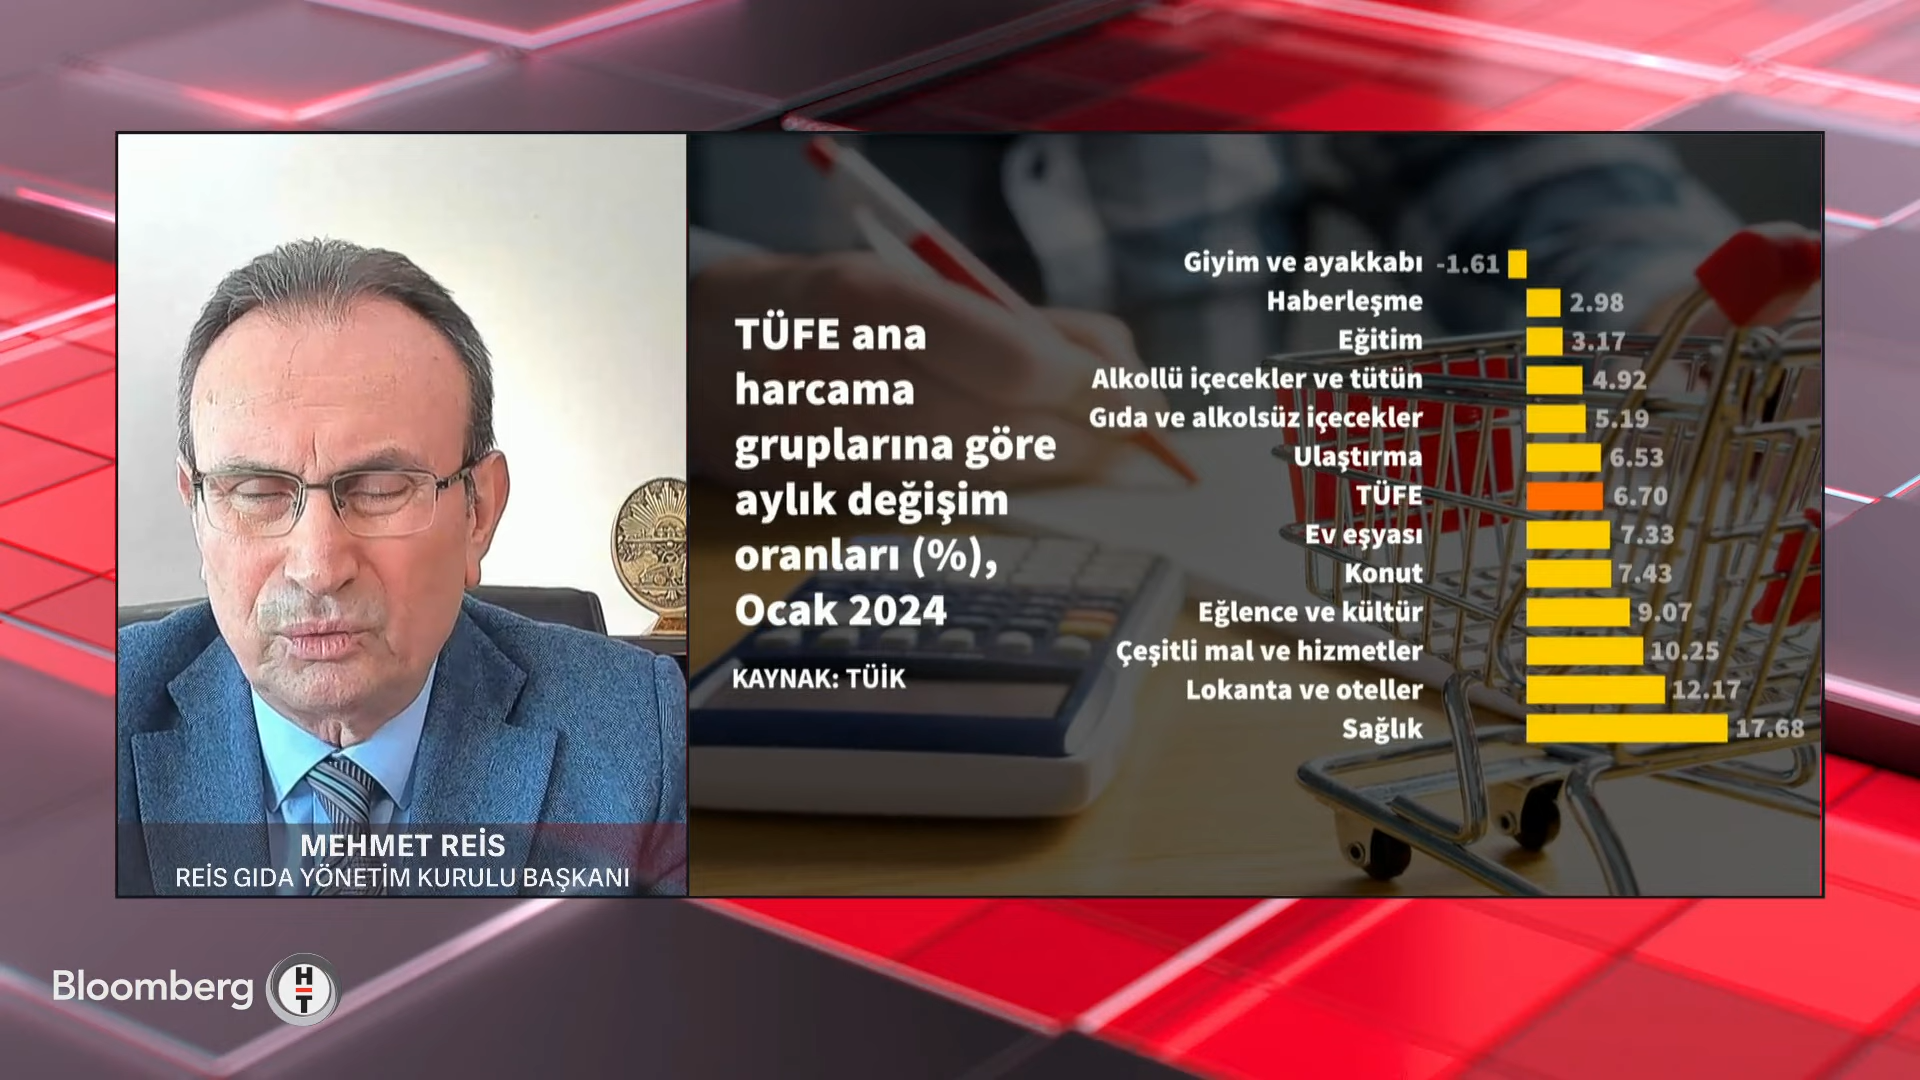 TÜFE ana
harcama
gruplarına göre
aylık değişim
oranları (%),
Ocak 2024
KAYNAK: TÜİK
Giyim ve ayakkabı -1.61
Haberleşme 2.98
Eğitim 3.17
Alkollü içecekler ve tütün 4.92
Gıda ve alkolsüz içecekler 5.19
Ulaştırma 6.53
TÜFE 6.70
Ev eşyası 7.33
Konut 7.43
Eğlence ve kültür 9.07
Çeşitli mal ve hizmetler 10.25
Lokanta ve oteller 12.17
Sağlık 17.68
MEHMET REİS
REİS GIDA YÖNETİM KURULU BAŞKANI
Bloomberg HT